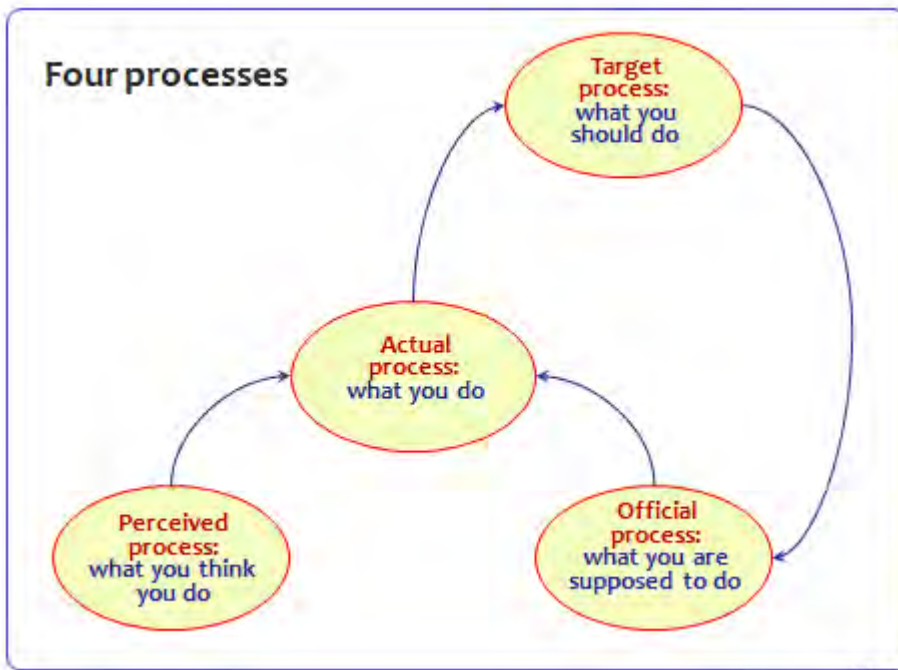 Four processes
Target
process:
what you
should do
Actual
process:
what you do
Perceived
process:
what you think
you do
Official
process:
what you are
supposed to do